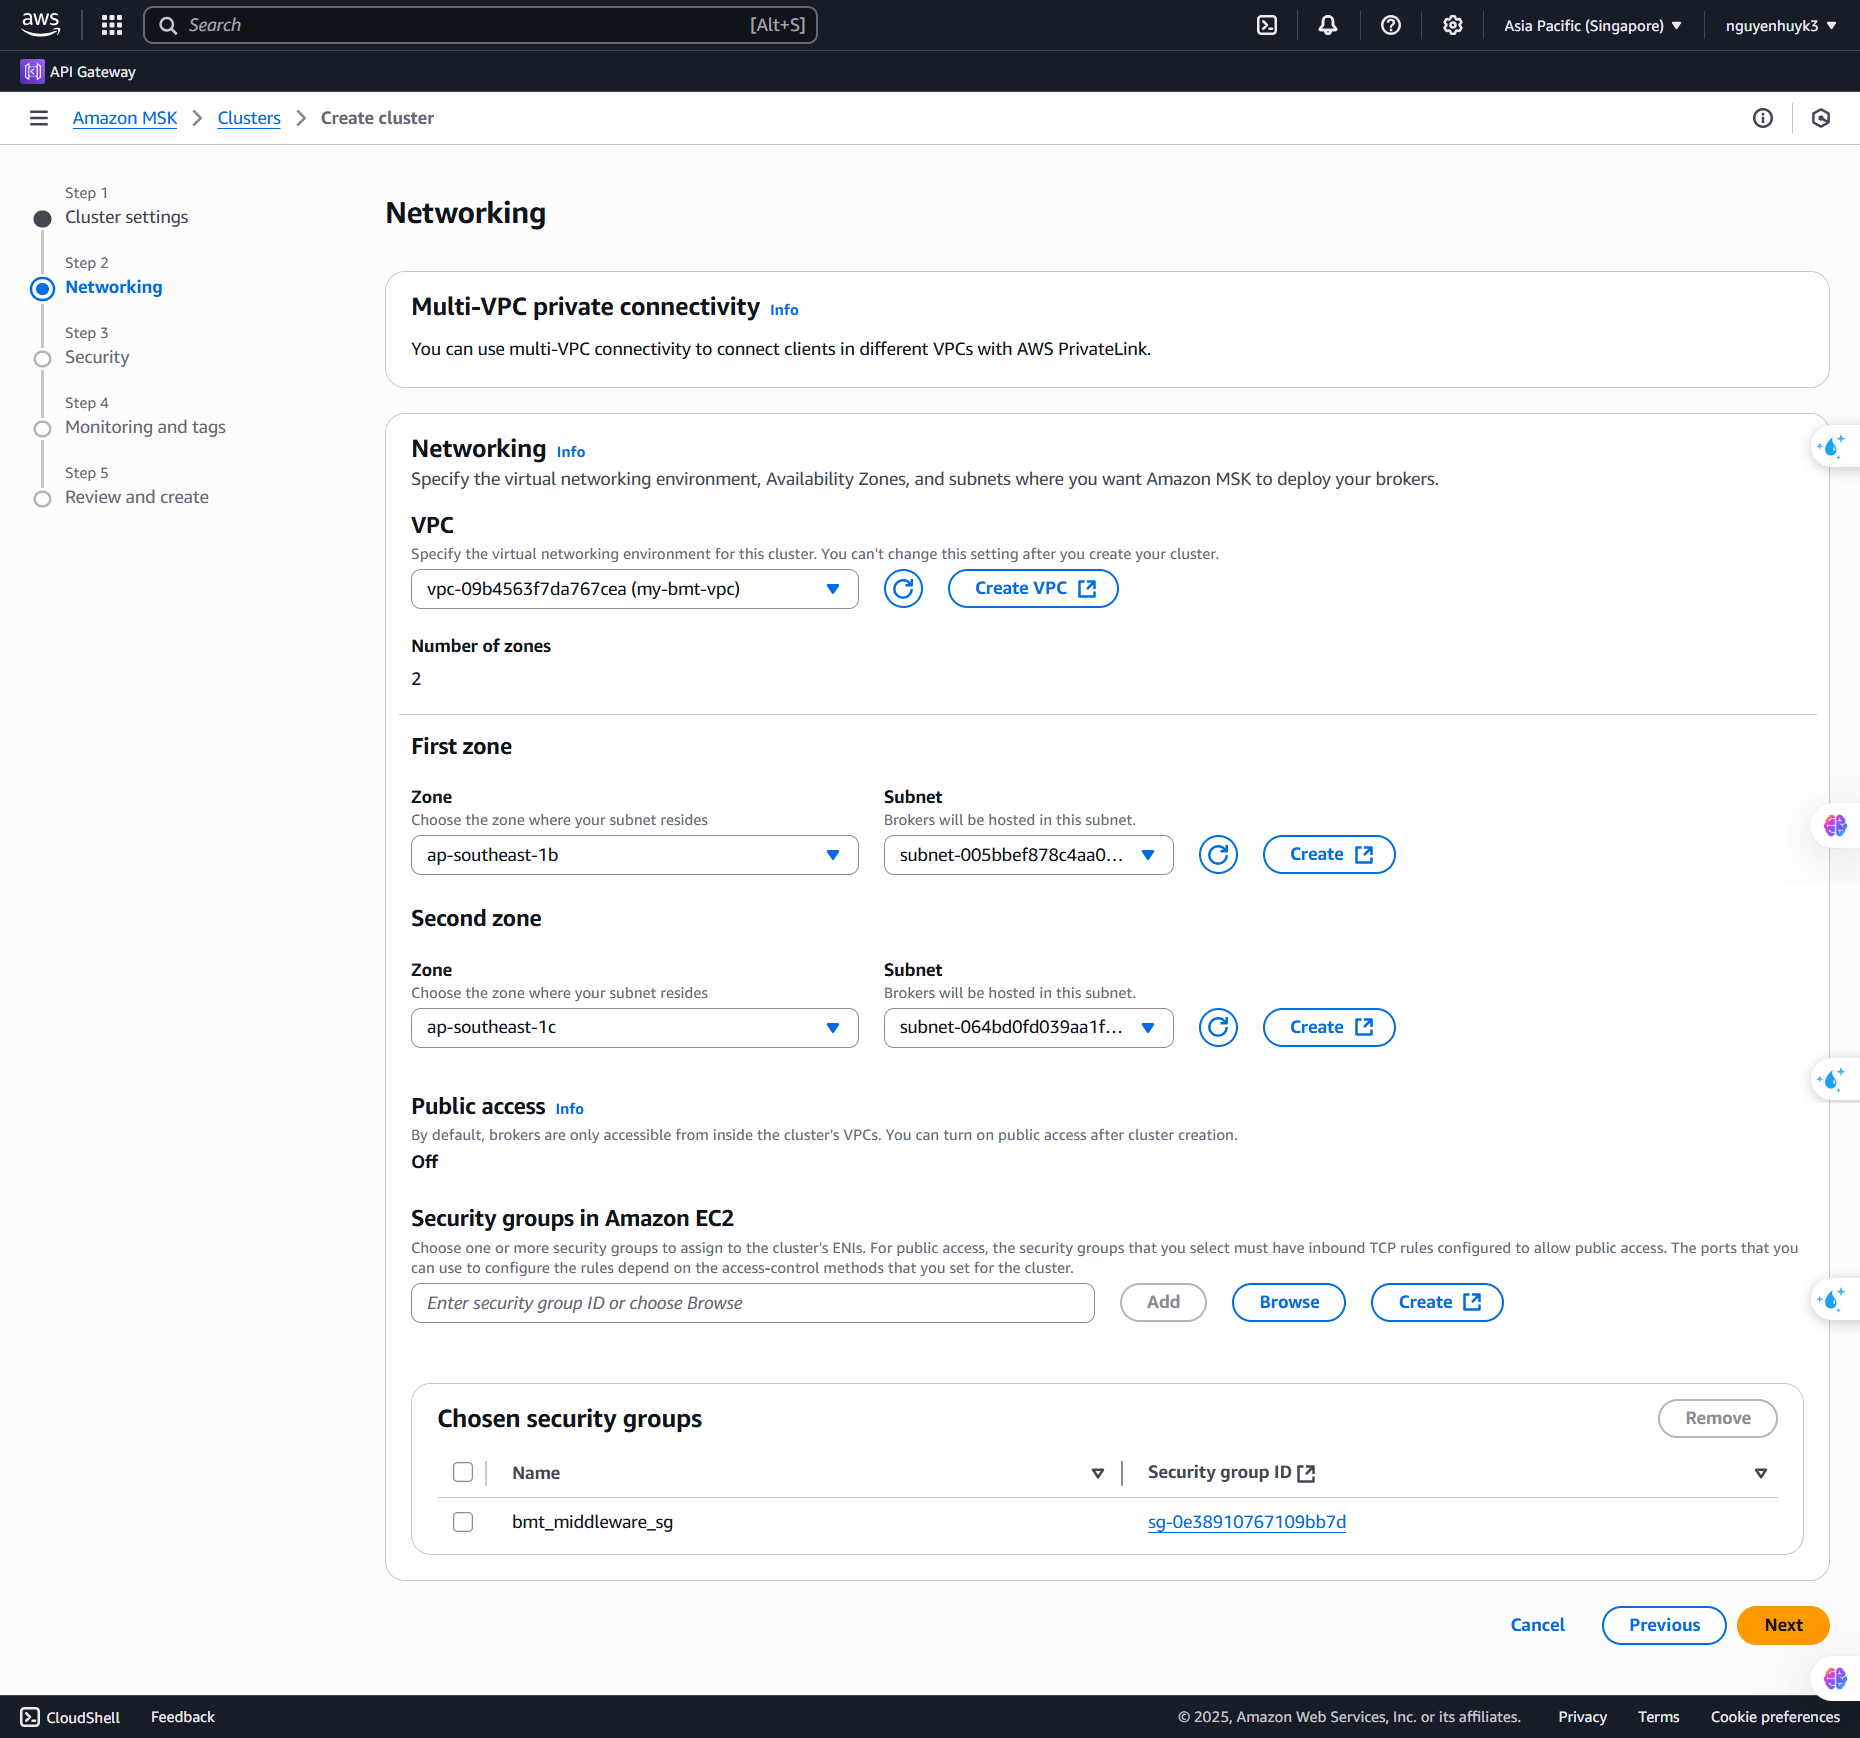 aws
Search [Alt+S]
Asia Pacific (Singapore)
nguyenhuyk3
API Gateway
Amazon MSK
Clusters
Create cluster
Step 1
Cluster settings
Step 2
Networking
Step 3
Security
Step 4
Monitoring and tags
Step 5
Review and create
Networking
Multi-VPC private connectivity Info
You can use multi-VPC connectivity to connect clients in different VPCs with AWS PrivateLink.
Networking Info
Specify the virtual networking environment, Availability Zones, and subnets where you want Amazon MSK to deploy your brokers.
VPC
Specify the virtual networking environment for this cluster. You can't change this setting after you create your cluster.
vpc-09b4563f7da767cea (my-bmt-vpc)
Create VPC
Number of zones
2
First zone
Zone
Choose the zone where your subnet resides
ap-southeast-1b
Subnet
Brokers will be hosted in this subnet.
subnet-005bbef878c4aa0...
Create
Second zone
Zone
Choose the zone where your subnet resides
ap-southeast-1c
Subnet
Brokers will be hosted in this subnet.
subnet-064bd0fd039aa1f...
Create
Public access Info
By default, brokers are only accessible from inside the cluster's VPCs. You can turn on public access after cluster creation.
Off
Security groups in Amazon EC2
Choose one or more security groups to assign to the cluster's ENIs. For public access, the security groups that you select must have inbound TCP rules configured to allow public access. The ports that you
can use to configure the rules depend on the access-control methods that you set for the cluster.
Enter security group ID or choose Browse
Add
Browse
Create
Chosen security groups
Remove
Name
Security group ID
bmt_middleware_sg
sg-0e38910767109bb7d
Cancel
Previous
Next
CloudShell
Feedback
© 2025, Amazon Web Services, Inc. or its affiliates.
Privacy
Terms
Cookie preferences